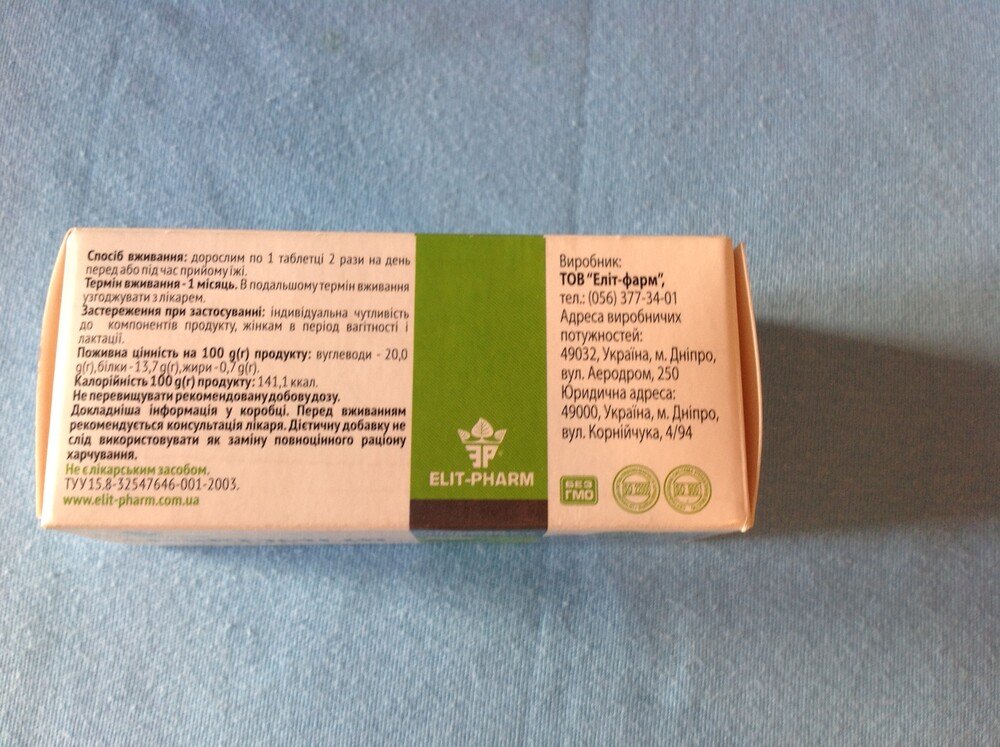 Спосіб вживання: дорослим по 1 таблетці 2 рази на день
перед або під час прийому їжі.
Термін вживання - 1 місяць. В подальшому термін вживання
узгоджувати з лікарем.
Застереження при застосуванні: індивідуальна чутливість
до компонентів продукту, жінкам в період вагітності і
лактації.
Поживна цінність на 100 g(г) продукту: вуглеводи - 20,0
g(г), білки - 13,7 g(г), жири - 0,7 g(г).
Калорійність 100 g(г) продукту: 141,1 ккал.
Не перевищувати рекомендовану добову дозу.
Докладніша інформація у коробці. Перед вживанням
рекомендується консультація лікаря. Дієтичну добавку не
слід використовувати як заміну повноцінного раціону
харчування.
Не є лікарським засобом.
ТУ У 15.8-32547646-001-2003.
www.elit-pharm.com.ua
ELIT-PHARM
Виробник:
ТОВ "Еліт-фарм",
тел.: (056) 377-34-01
Адреса виробничих
потужностей:
49032, Україна, м. Дніпро,
вул. Аеродром, 250
Юридична адреса:
49000, Україна, м. Дніпро,
вул. Корнійчука, 4/94
БЕЗ
ГМО